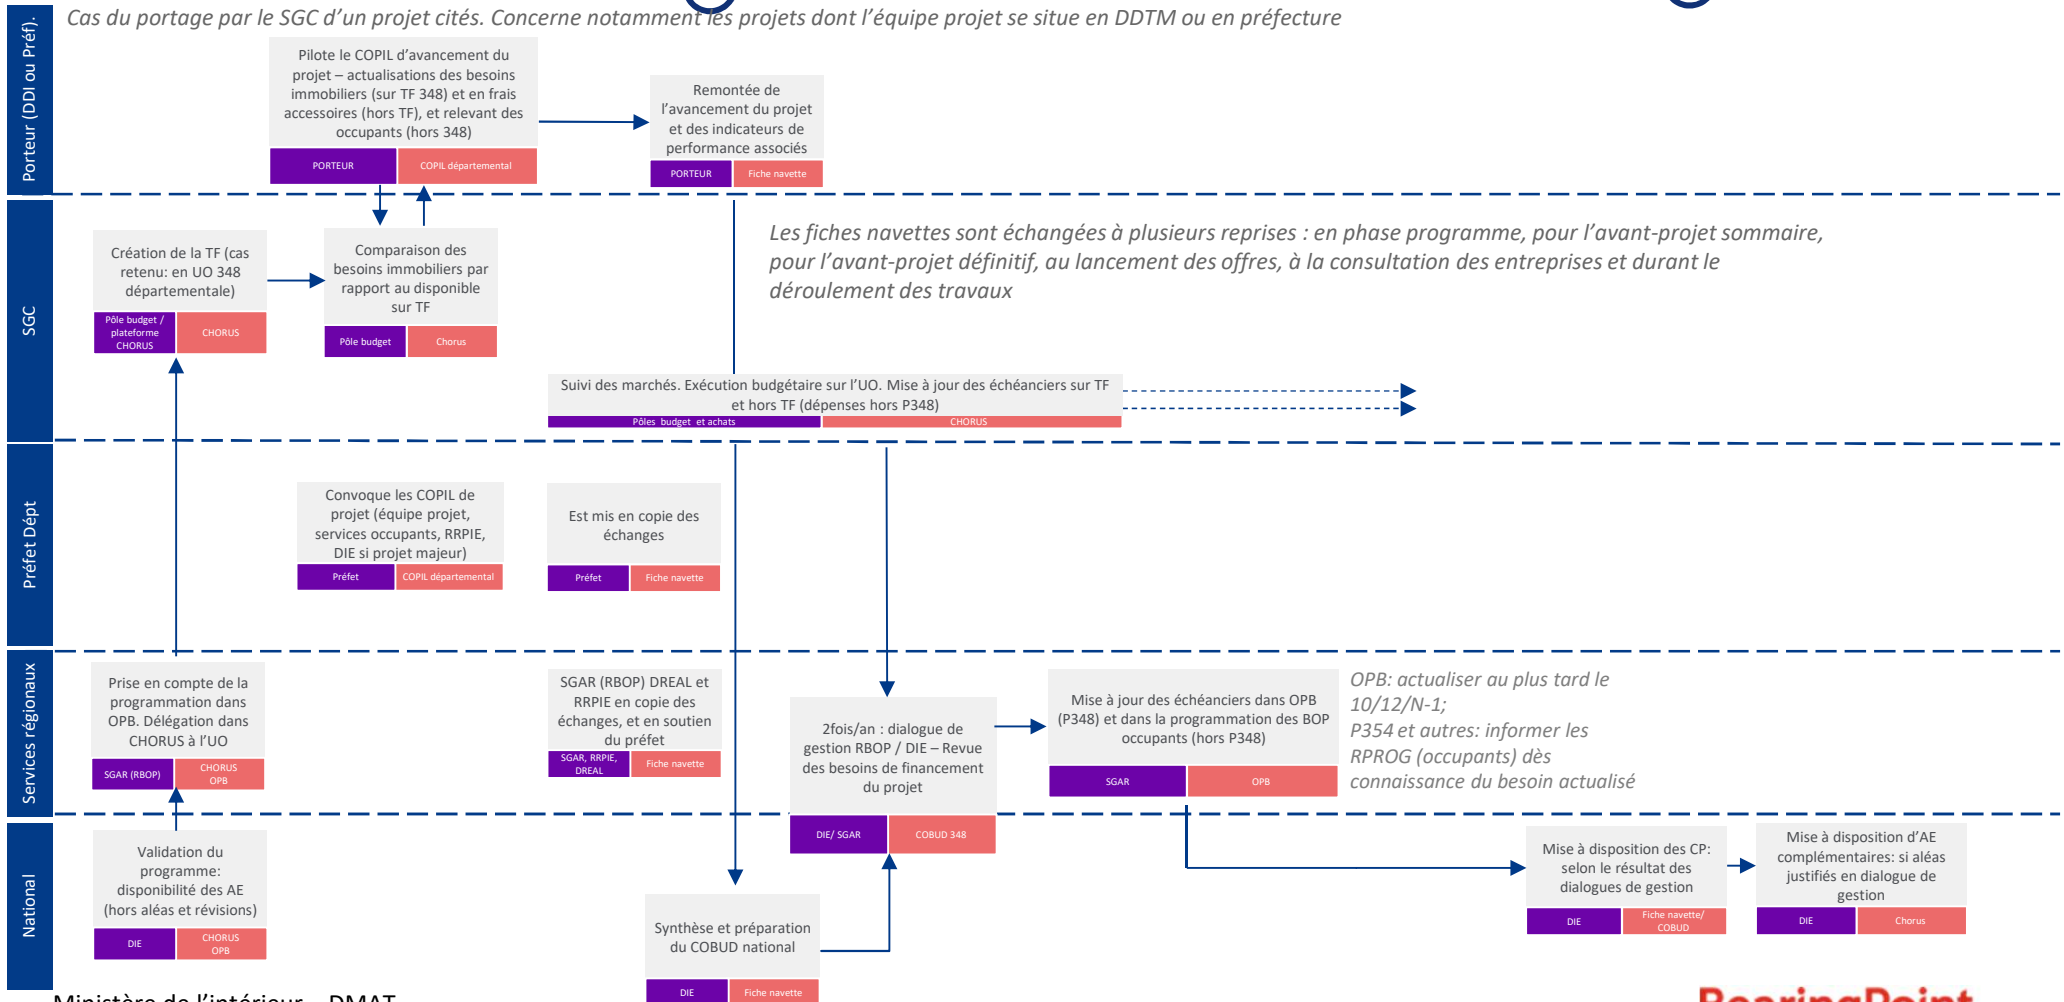 Cas du portage par le SGC d'un projet cités. Concerne notamment les projets dont l'équipe projet se situe en DDTM ou en préfecture
Porteur (DDI ou Préf).
Pilote le COPIL d'avancement du
projet – actualisations des besoins
immobiliers (sur TF 348) et en frais
accessoires (hors TF), et relevant des
occupants (hors 348)
PORTEUR
COPIL départemental
Remontée de
l'avancement du projet
et des indicateurs de
performance associés
PORTEUR
Fiche navette
SGC
Création de la TF (cas
retenu: en UO 348
départementale)
Pôle budget /
plateforme
CHORUS
CHORUS
Comparaison des
besoins immobiliers par
rapport au disponible
sur TF
Pôle budget
Chorus
Les fiches navettes sont échangées à plusieurs reprises : en phase programme, pour l'avant-projet sommaire,
pour l'avant-projet définitif, au lancement des offres, à la consultation des entreprises et durant le
déroulement des travaux
Suivi des marchés. Exécution budgétaire sur l'UO. Mise à jour des échéanciers sur TF
et hors TF (dépenses hors P348)
Pôles budget et achats
CHORUS
Préfet Dépt
Convoque les COPIL de
projet (équipe projet,
services occupants, RRPIE,
DIE si projet majeur)
Préfet
COPIL départemental
Est mis en copie des
échanges
Préfet
Fiche navette
Services régionaux
Prise en compte de la
programmation dans
OPB. Délégation dans
CHORUS à l'UO
SGAR (RBOP)
CHORUS
OPB
SGAR (RBOP) DREAL et
RRPIE en copie des
échanges, et en soutien
du préfet
SGAR, RRPIE,
DREAL
Fiche navette
2fois/an : dialogue de
gestion RBOP / DIE – Revue
des besoins de financement
du projet
DIE/ SGAR
COBUD 348
Mise à jour des échéanciers dans OPB
(P348) et dans la programmation des BOP
occupants (hors P348)
SGAR
OPB
OPB: actualiser au plus tard le
10/12/N-1;
P354 et autres: informer les
RPROG (occupants) dès
connaissance du besoin actualisé
National
Validation du
programme:
disponibilité des AE
(hors aléas et révisions)
DIE
CHORUS
OPB
Synthèse et préparation
du COBUD national
DIE
Fiche navette
Mise à disposition des CP:
selon le résultat des
dialogues de gestion
DIE
Fiche navette/
COBUD
Mise à disposition d'AE
complémentaires: si aléas
justifiés en dialogue de
gestion
DIE
Chorus
Ministère de l'intérieur – DMAT
BearingPoint